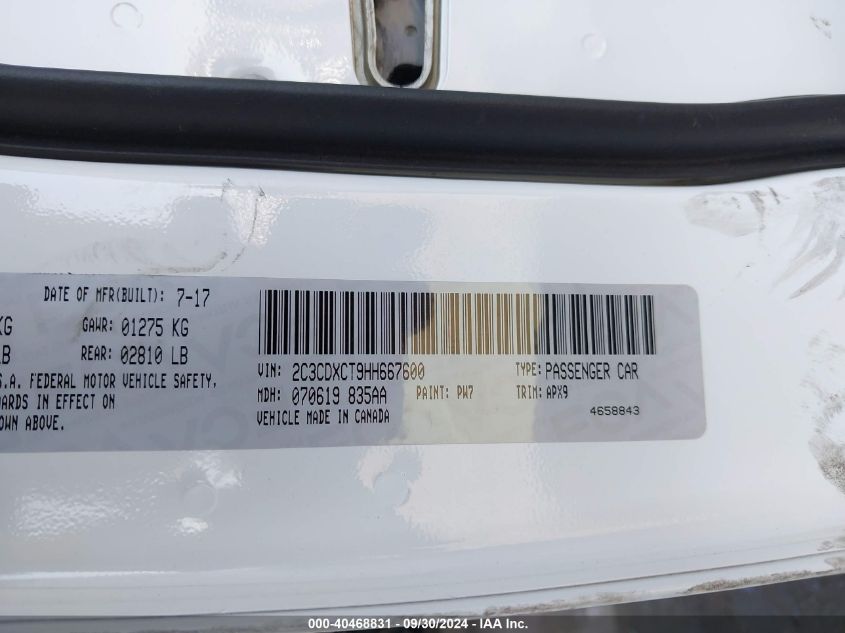 DATE OF MFR(BUILT): 7-17
KG GAWR: 01275 KG
LB REAR: 02810 LB
S.A. FEDERAL MOTOR VEHICLE SAFETY,
ARDS IN EFFECT ON
OWN ABOVE.
VIN: 2C3CDXCT9HH667600 TYPE: PASSENGER CAR
MDH: 070619 835AA PAINT: PW7 TRIM: APX9
VEHICLE MADE IN CANADA 4658843
000-40468831 - 09/30/2024 - IAA Inc.